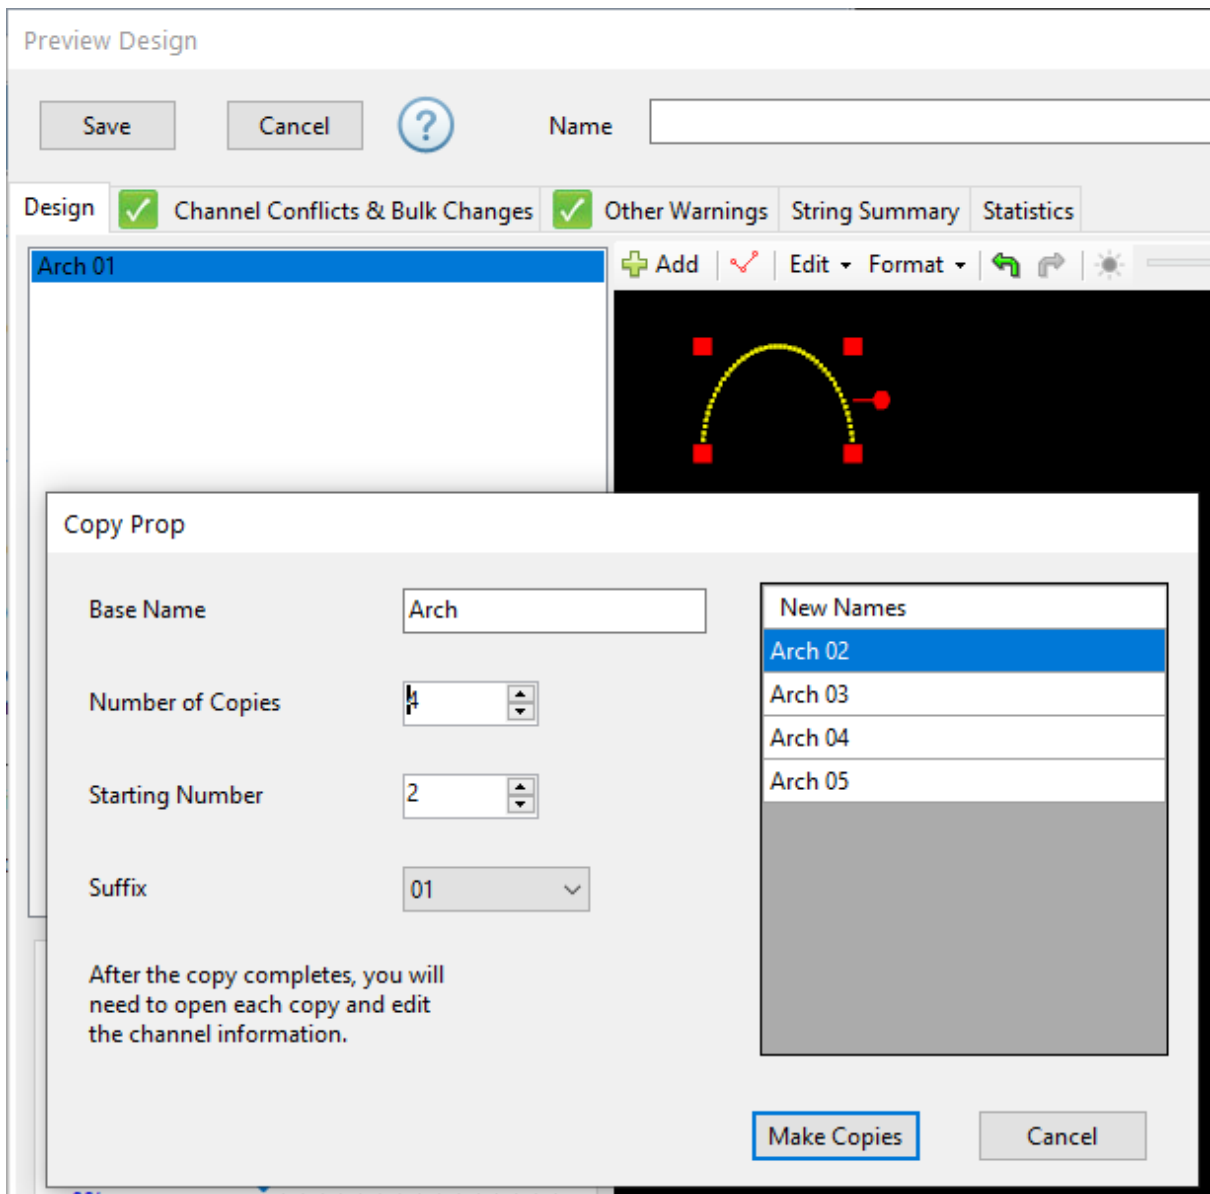 Preview Design
Save
Cancel
?
Name
Design
Channel Conflicts & Bulk Changes
Other Warnings
String Summary
Statistics
Arch 01
Add
Edit
Format
Copy Prop
Base Name
Arch
Number of Copies
4
Starting Number
2
Suffix
01
After the copy completes, you will
need to open each copy and edit
the channel information.
New Names
Arch 02
Arch 03
Arch 04
Arch 05
Make Copies
Cancel